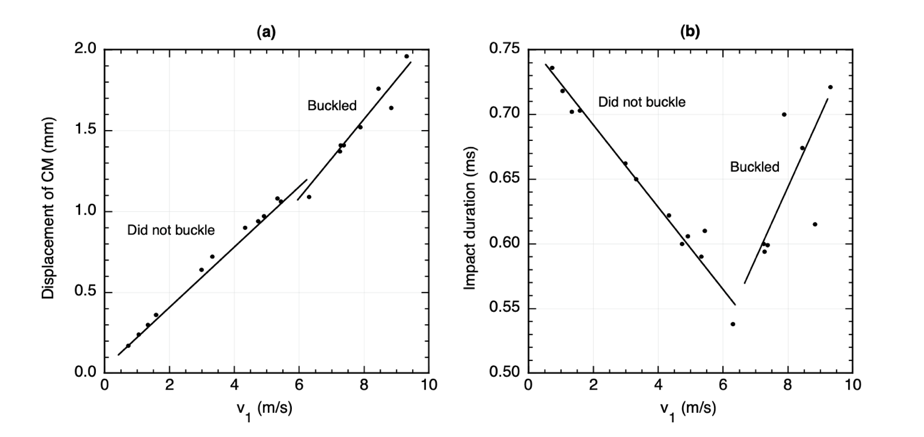 (a)
2.0
1.5
1.0
0.5
0.0
Displacement of CM (mm)
Buckled
Did not buckle
0 2 4 6 8 10
v1 (m/s)
(b)
0.75
0.70
0.65
0.60
0.55
0.50
Impact duration (ms)
Did not buckle
Buckled
0 2 4 6 8 10
v1 (m/s)